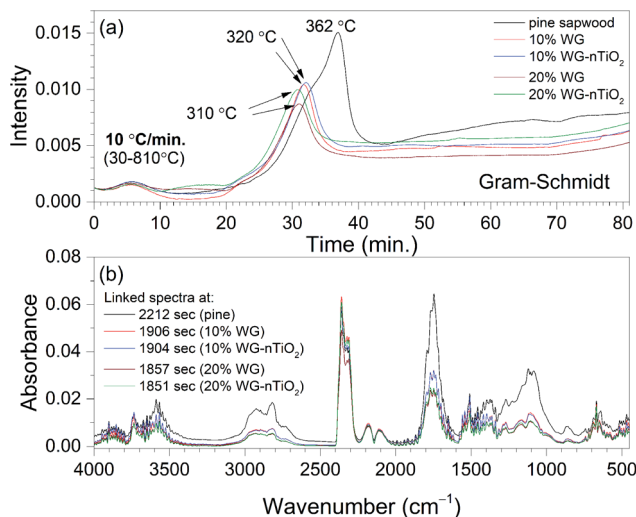 (a)
362 °C
320 °C
310 °C
pine sapwood
10% WG
10% WG-nTiO₂
20% WG
20% WG-nTiO₂
0.015
0.010
0.005
0.000
Intensity
10 °C/min.
(30-810°C)
Gram-Schmidt
0 10 20 30 40 50 60 70 80
Time (min.)
(b)
Linked spectra at:
2212 sec (pine)
1906 sec (10% WG)
1904 sec (10% WG-nTiO₂)
1857 sec (20% WG)
1851 sec (20% WG-nTiO₂)
0.08
0.06
0.04
0.02
0.00
Absorbance
4000 3500 3000 2500 2000 1500 1000 500
Wavenumber (cm⁻¹)